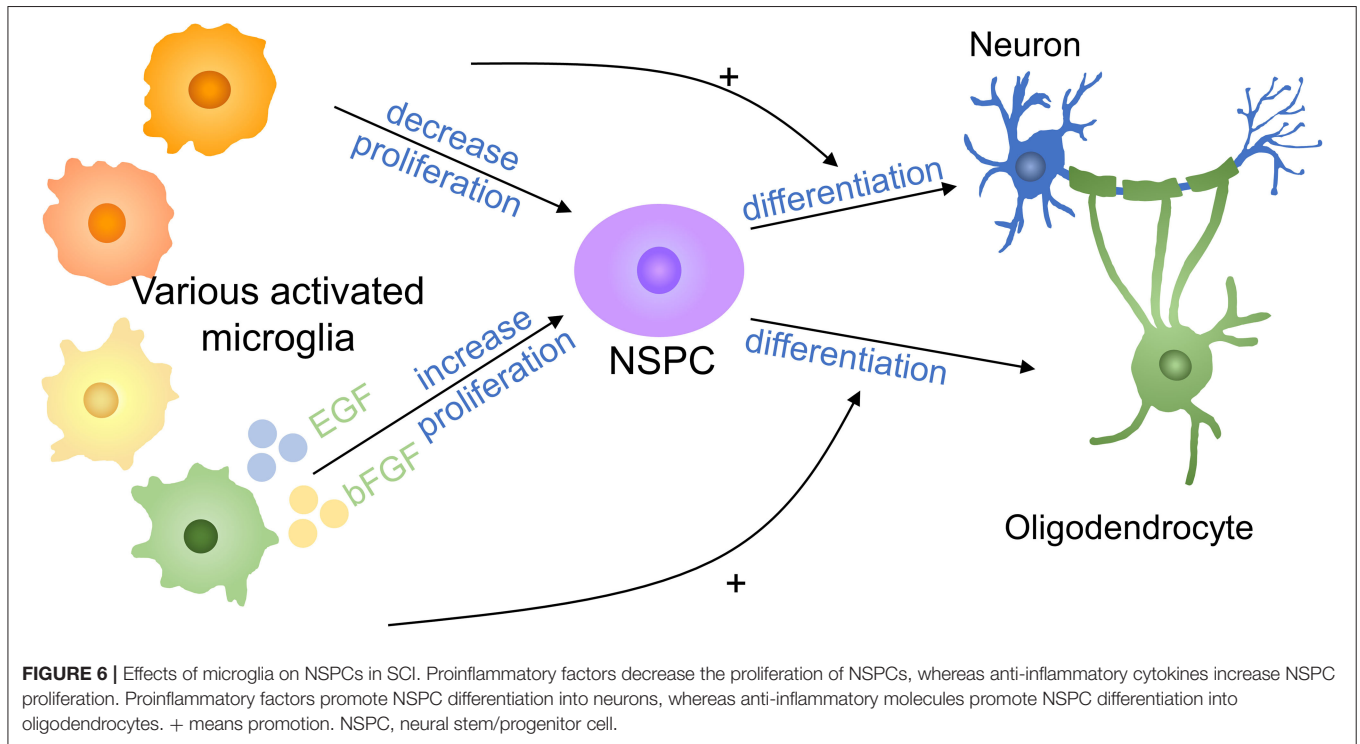 Neuron
+
decrease
proliferation
differentiation
Various activated
microglia
NSPC
increase
proliferation
differentiation
EGF
bFGF
Oligodendrocyte
+
FIGURE 6 | Effects of microglia on NSPCs in SCI. Proinflammatory factors decrease the proliferation of NSPCs, whereas anti-inflammatory cytokines increase NSPC
proliferation. Proinflammatory factors promote NSPC differentiation into neurons, whereas anti-inflammatory molecules promote NSPC differentiation into
oligodendrocytes. + means promotion. NSPC, neural stem/progenitor cell.